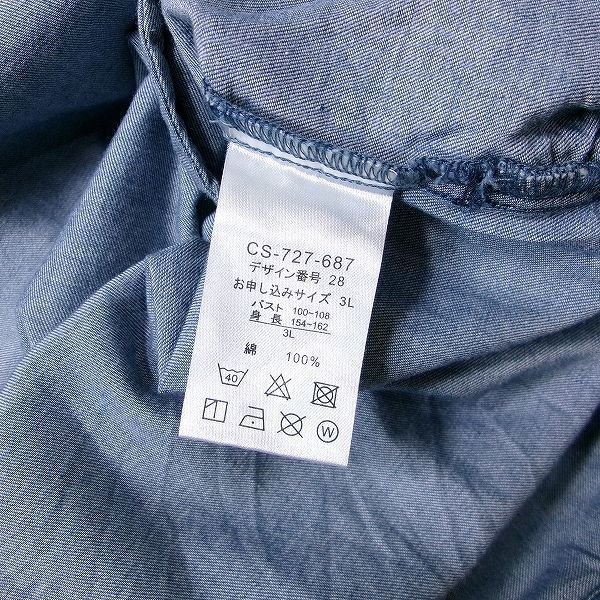 CS-727-687
デザイン番号 28
お申し込みサイズ 3L
バスト 100~108
身長 154~162
3L
綿 100%
40
W